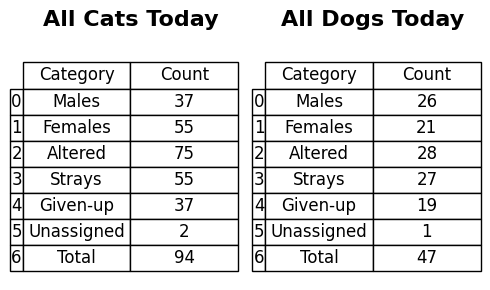 All Cats Today
Category Count
0 Males 37
1 Females 55
2 Altered 75
3 Strays 55
4 Given-up 37
5 Unassigned 2
6 Total 94
All Dogs Today
Category Count
0 Males 26
1 Females 21
2 Altered 28
3 Strays 27
4 Given-up 19
5 Unassigned 1
6 Total 47